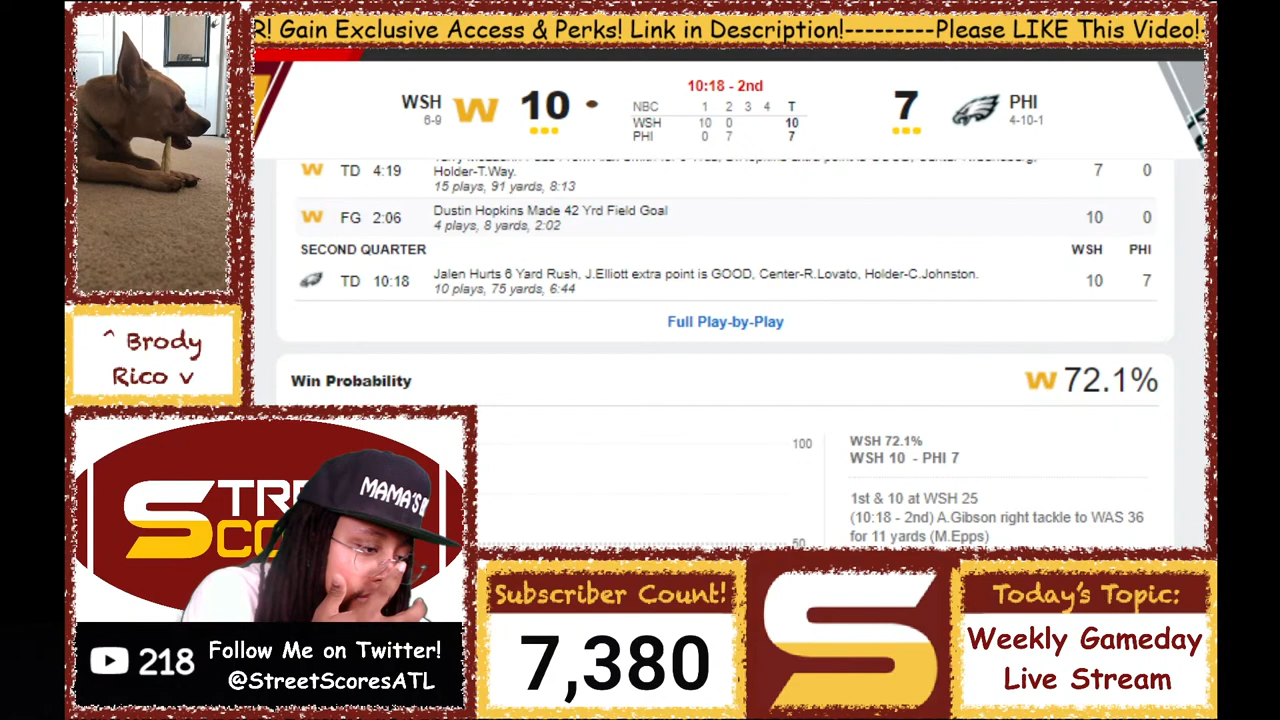 R! Gain Exclusive Access & Perks! Link in Description!---------Please LIKE This Video!-
WSH
6-9
W
10
10:18 - 2nd
NBC 1 2 3 4 T
WSH 10 0 10
PHI 0 7 7
7
PHI
4-10-1
W TD 4:19
Holder-T.Way.
15 plays, 91 yards, 8:13
7 0
W FG 2:06 Dustin Hopkins Made 42 Yrd Field Goal
4 plays, 8 yards, 2:02
10 0
SECOND QUARTER WSH PHI
TD 10:18 Jalen Hurts 6 Yard Rush, J.Elliott extra point is GOOD, Center-R.Lovato, Holder-C.Johnston.
10 plays, 75 yards, 6:44
10 7
Full Play-by-Play
Win Probability W 72.1%
100
50
WSH 72.1%
WSH 10 - PHI 7
1st & 10 at WSH 25
(10:18 - 2nd) A.Gibson right tackle to WAS 36
for 11 yards (M.Epps)
^ Brody
Rico v
MAMA'S
218
Follow Me on Twitter!
@StreetScoresATL
Subscriber Count!
7,380
S
Today's Topic:
Weekly Gameday
Live Stream